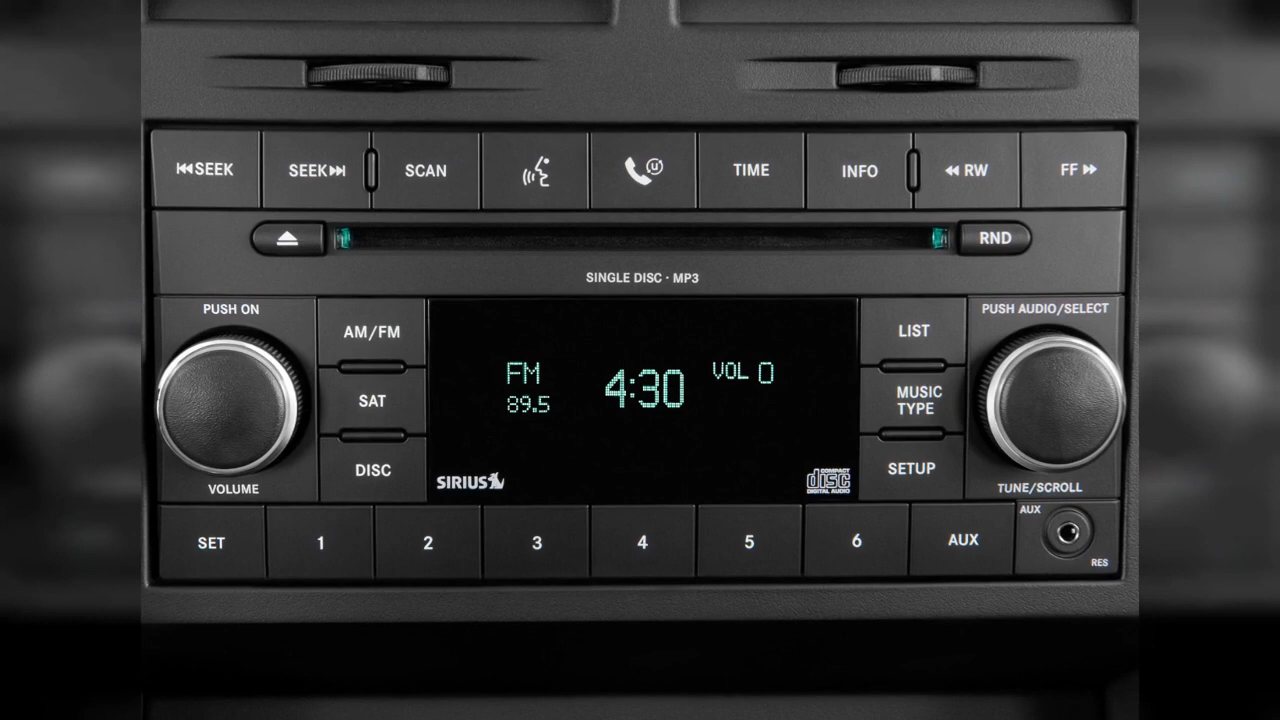 SEEK
SEEK
SCAN
TIME
INFO
RW
FF
RND
SINGLE DISC · MP3
PUSH ON
VOLUME
AM/FM
SAT
DISC
FM
89.5
4:30
VOL 0
SIRIUS
COMPACT
disc
DIGITAL AUDIO
LIST
MUSIC
TYPE
SETUP
PUSH AUDIO/SELECT
TUNE/SCROLL
SET
1
2
3
4
5
6
AUX
AUX
RES